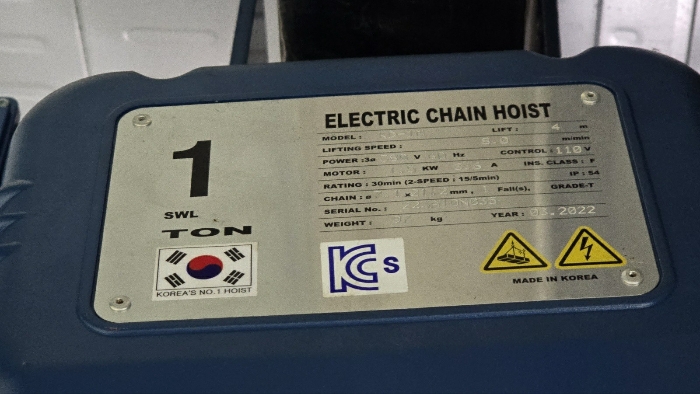 ELECTRIC CHAIN HOIST
MODEL : LIFT : 4 m
LIFTING SPEED : m/min
POWER :3ø V Hz CONTROL : 110 V
MOTOR : KW A INS. CLASS : F
RATING : 30min (2-SPEED : 15/5min) IP : 54
CHAIN : ø x mm, Fall(s), GRADE-T
SERIAL No. :
WEIGHT : kg YEAR : 2022
1
SWL
TON
KOREA'S NO.1 HOIST
KC s
MADE IN KOREA